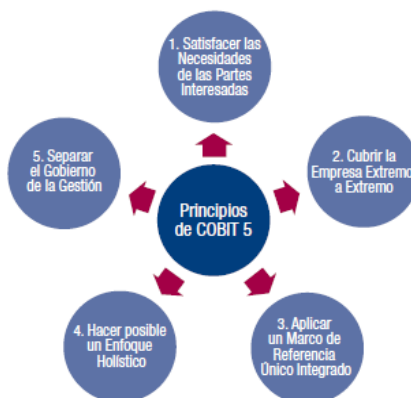 1. Satisfacer las
Necesidades
de las Partes
Interesadas
5. Separar
el Gobierno
de la Gestión
2. Cubrir la
Empresa Extremo
a Extremo
Principios
de COBIT 5
4. Hacer posible
un Enfoque
Holístico
3. Aplicar
un Marco de
Referencia
Único Integrado